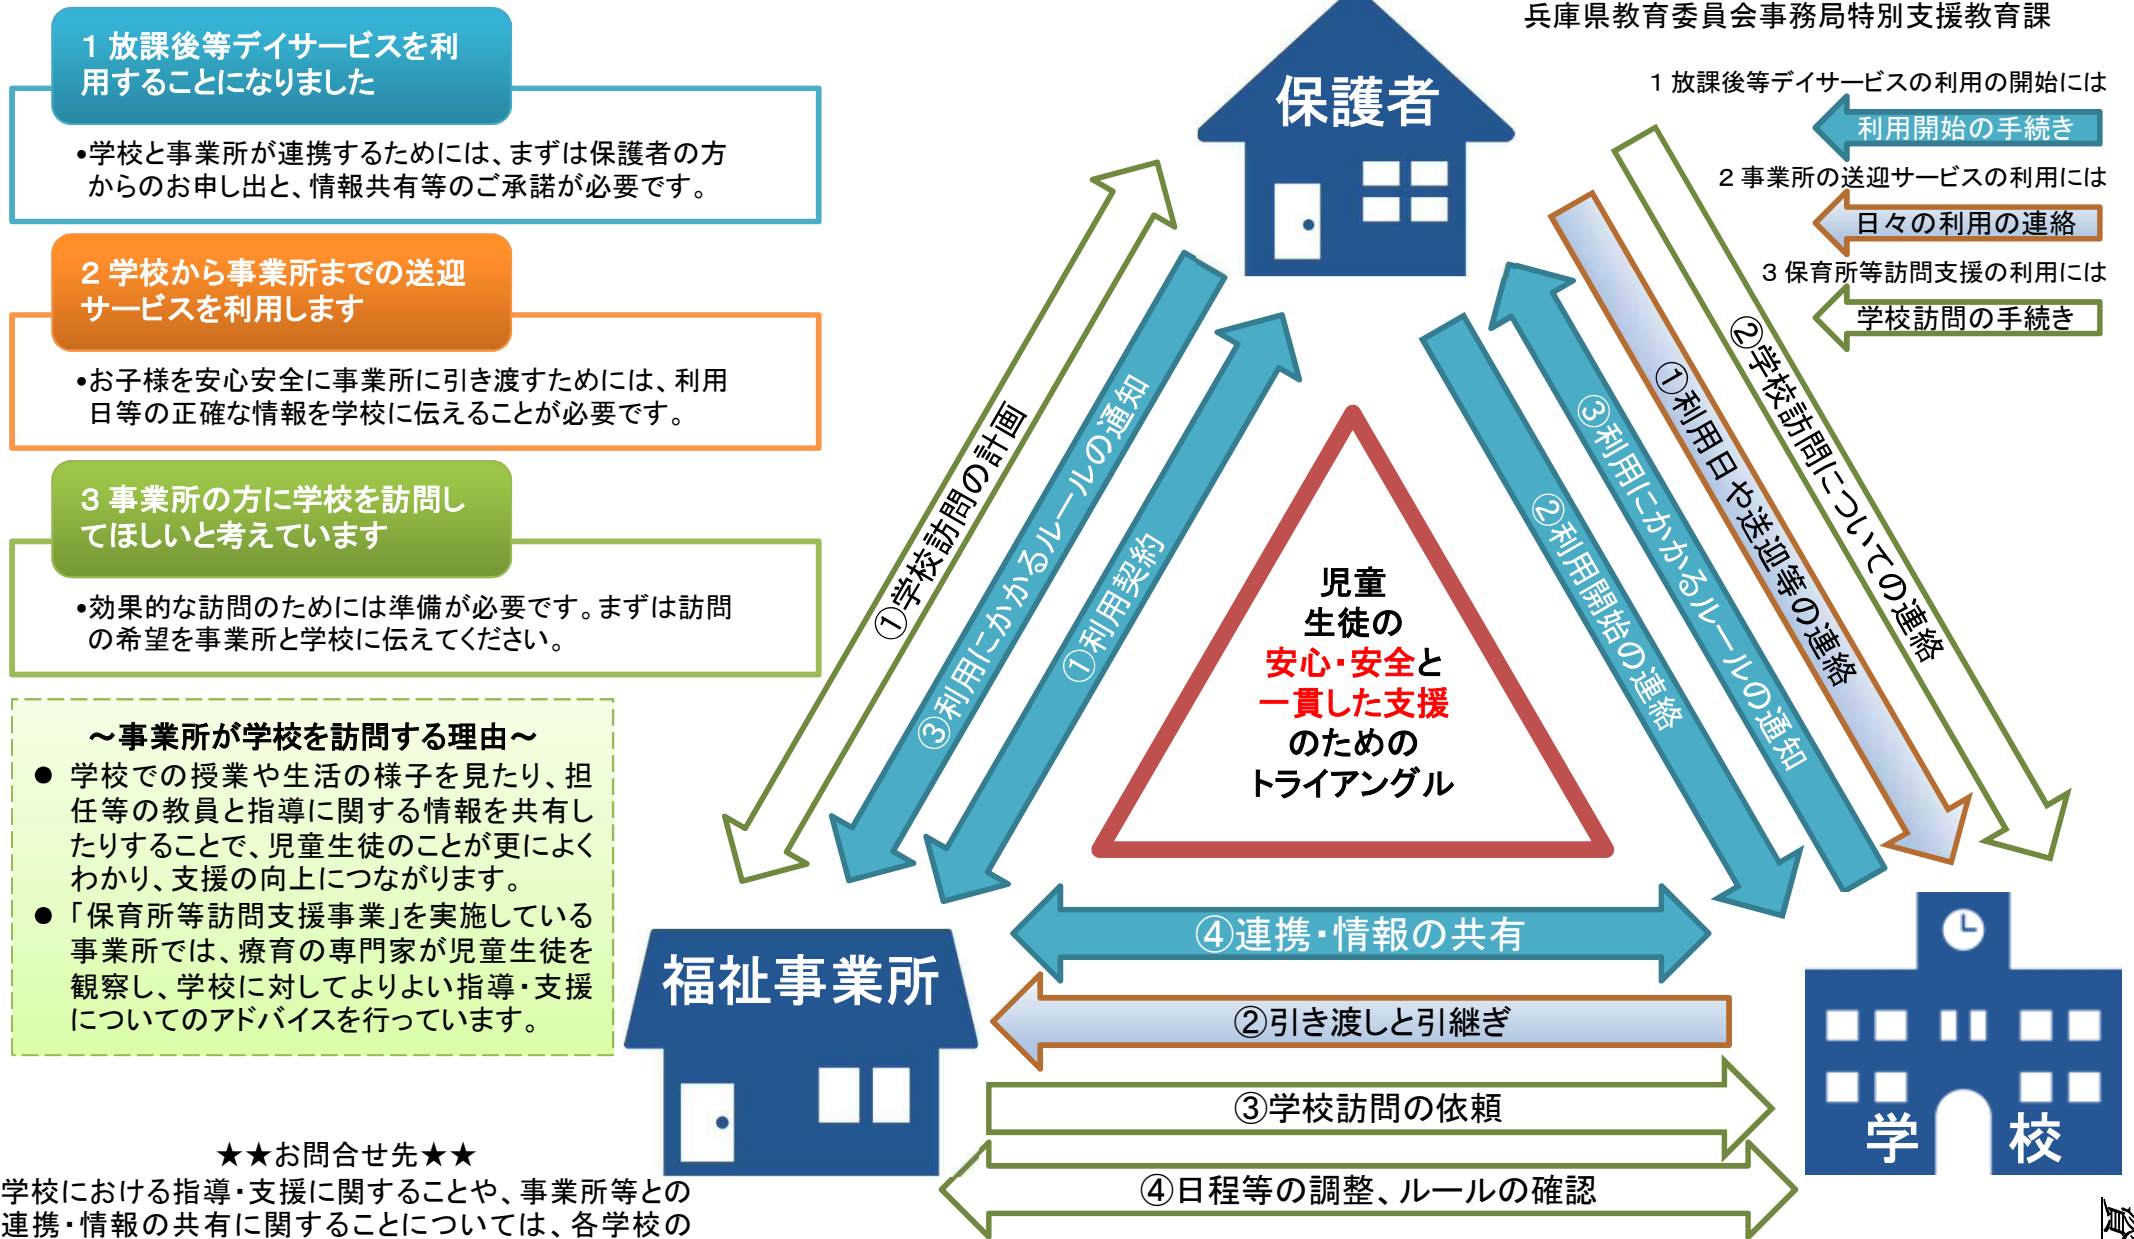 兵庫県教育委員会事務局特別支援教育課
1 放課後等デイサービスを利
用することになりました
•学校と事業所が連携するためには、まずは保護者の方
からのお申し出と、情報共有等のご承諾が必要です。
2 学校から事業所までの送迎
サービスを利用します
•お子様を安心安全に事業所に引き渡すためには、利用
日等の正確な情報を学校に伝えることが必要です。
3 事業所の方に学校を訪問し
てほしいと考えています
•効果的な訪問のためには準備が必要です。まずは訪問
の希望を事業所と学校に伝えてください。
～事業所が学校を訪問する理由～
● 学校での授業や生活の様子を見たり、担
任等の教員と指導に関する情報を共有し
たりすることで、児童生徒のことが更によく
わかり、支援の向上につながります。
● 「保育所等訪問支援事業」を実施している
事業所では、療育の専門家が児童生徒を
観察し、学校に対してよりよい指導・支援
についてのアドバイスを行っています。
★★お問合せ先★★
学校における指導・支援に関することや、事業所等との
連携・情報の共有に関することについては、各学校の
保護者
1 放課後等デイサービスの利用の開始には
利用開始の手続き
2 事業所の送迎サービスの利用には
日々の利用の連絡
3 保育所等訪問支援の利用には
学校訪問の手続き
①学校訪問の計画
③利用にかかるルールの通知
①利用契約
児童
生徒の
安心・安全と
一貫した支援
のための
トライアングル
②利用開始の連絡
③利用にかかるルールの通知
①利用日や送迎等の連絡
②学校訪問についての連絡
④連携・情報の共有
②引き渡しと引継ぎ
③学校訪問の依頼
④日程等の調整、ルールの確認
福祉事業所
学校